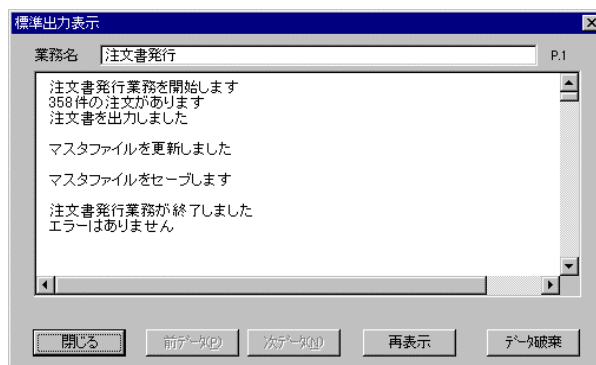 標準出力表示
業務名 注文書発行 P.1
注文書発行業務を開始します
358件の注文があります
注文書を出力しました
マスタファイルを更新しました
マスタファイルをセーブします
注文書発行業務が終了しました
エラーはありません
閉じる 前ﾃﾞｰﾀ(P) 次ﾃﾞｰﾀ(N) 再表示 ﾃﾞｰﾀ破棄